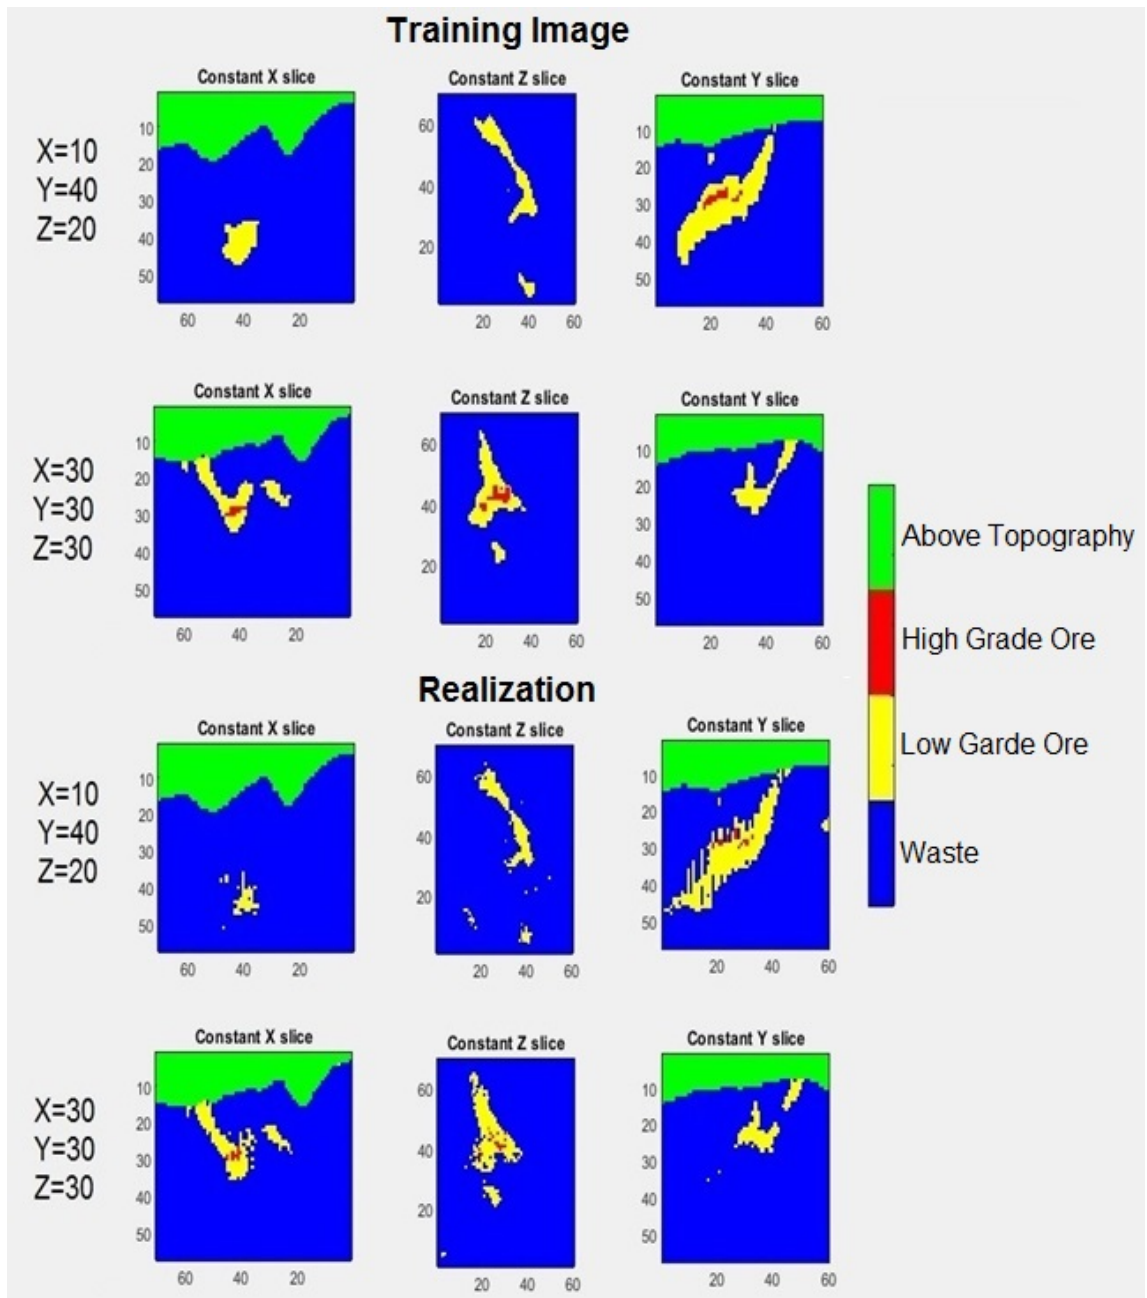 Training Image
Constant X slice
Constant Z slice
Constant Y slice
X=10
Y=40
Z=20
10
20
30
40
50
60
40
20
60
40
20
20
40
60
10
20
30
40
50
20
40
60
Constant X slice
Constant Z slice
Constant Y slice
X=30
Y=30
Z=30
10
20
30
40
50
60
40
20
60
40
20
20
40
60
10
20
30
40
50
20
40
60
Above Topography
High Grade Ore
Low Garde Ore
Waste
Realization
Constant X slice
Constant Z slice
Constant Y slice
X=10
Y=40
Z=20
10
20
30
40
50
60
40
20
60
40
20
20
40
60
10
20
30
40
50
20
40
60
Constant X slice
Constant Z slice
Constant Y slice
X=30
Y=30
Z=30
10
20
30
40
50
60
40
20
60
40
20
20
40
60
10
20
30
40
50
20
40
60